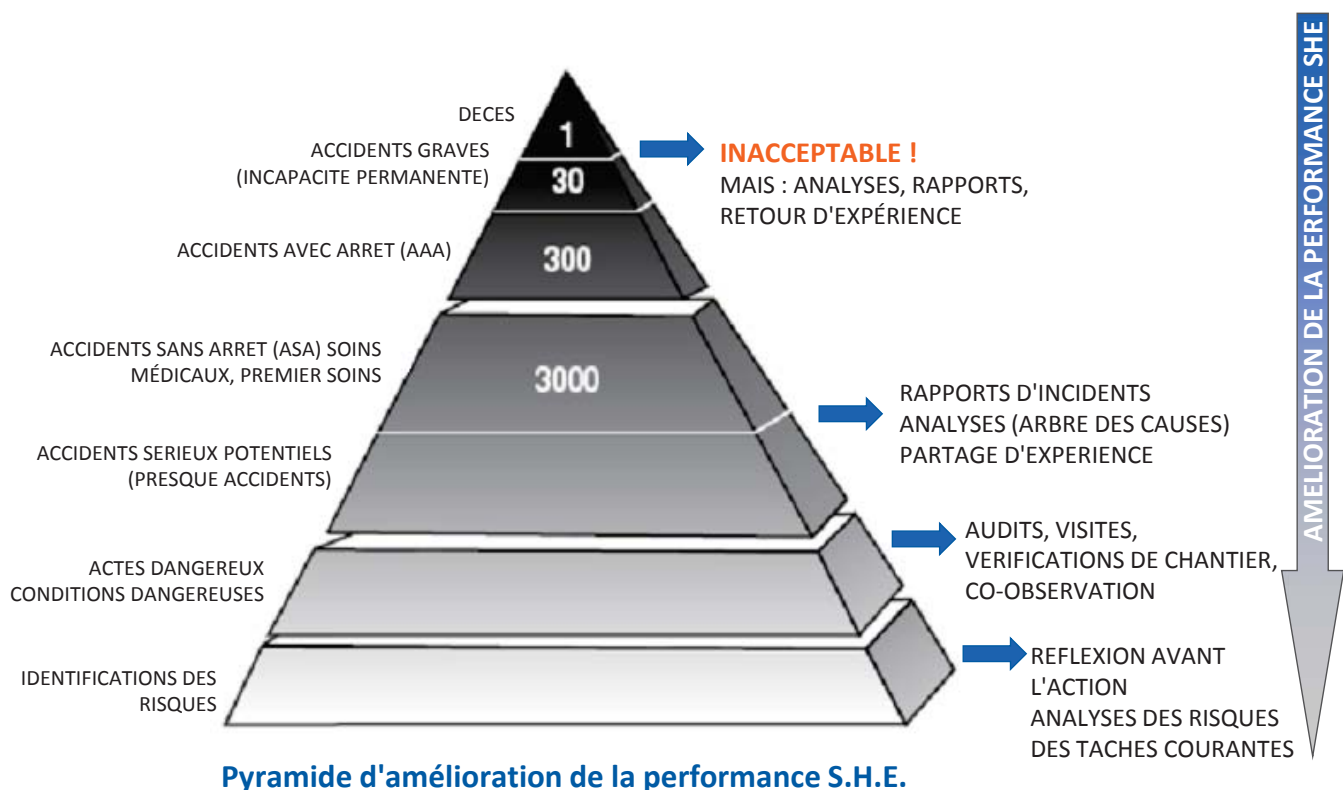 DECES
1
ACCIDENTS GRAVES
(INCAPACITE PERMANENTE)
30
INACCEPTABLE !
MAIS : ANALYSES, RAPPORTS,
RETOUR D'EXPÉRIENCE
ACCIDENTS AVEC ARRET (AAA)
300
ACCIDENTS SANS ARRET (ASA) SOINS
MÉDICAUX, PREMIER SOINS
3000
ACCIDENTS SERIEUX POTENTIELS
(PRESQUE ACCIDENTS)
RAPPORTS D'INCIDENTS
ANALYSES (ARBRE DES CAUSES)
PARTAGE D'EXPERIENCE
ACTES DANGEREUX
CONDITIONS DANGEREUSES
AUDITS, VISITES,
VERIFICATIONS DE CHANTIER,
CO-OBSERVATION
IDENTIFICATIONS DES
RISQUES
REFLEXION AVANT
L'ACTION
ANALYSES DES RISQUES
DES TACHES COURANTES
AMELIORATION DE LA PERFORMANCE SHE
Pyramide d'amélioration de la performance S.H.E.